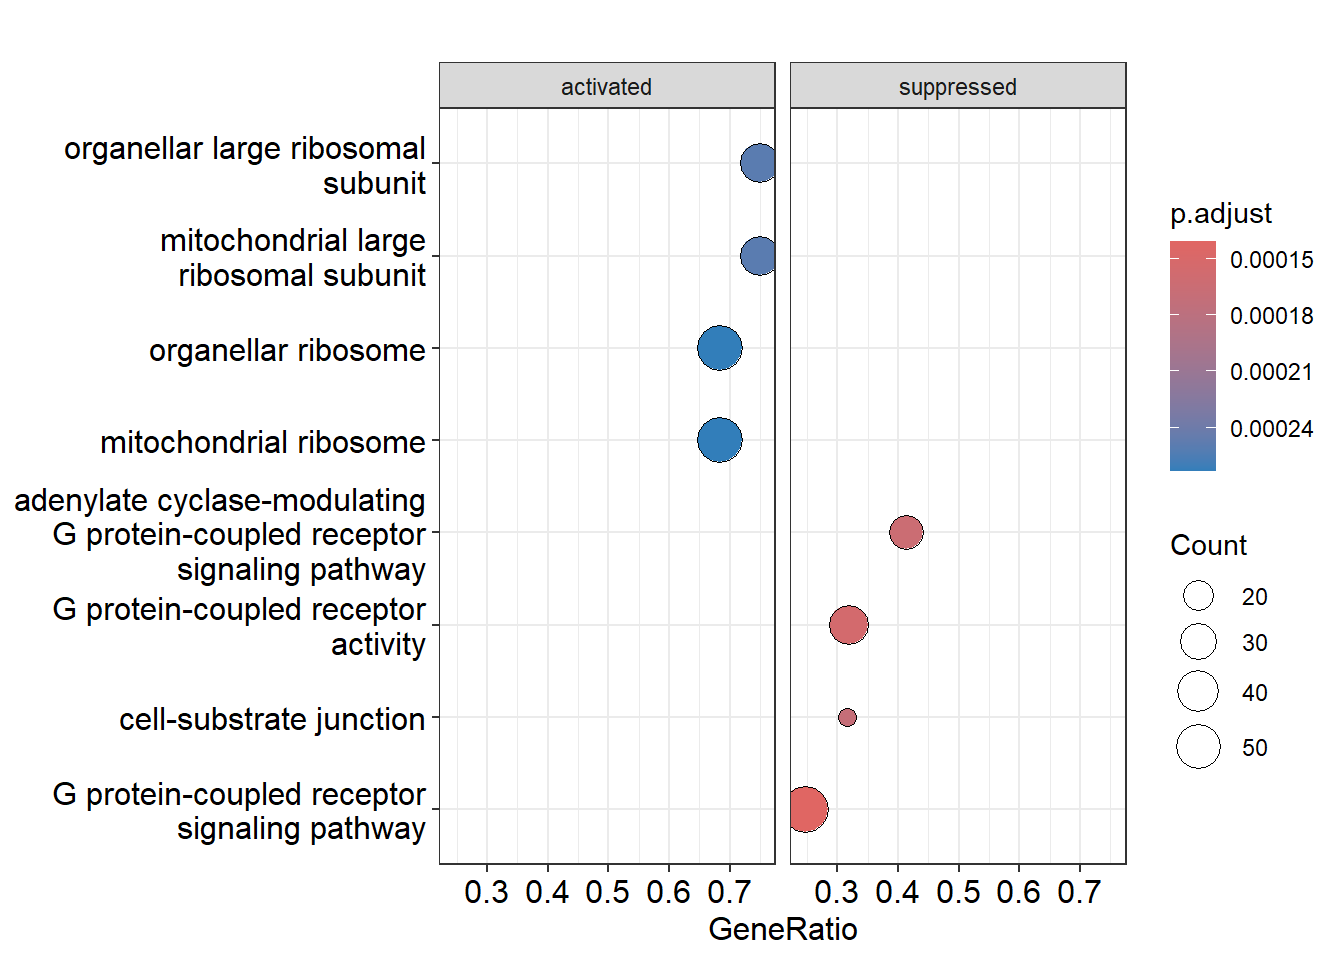 activated
suppressed
organellar large ribosomal
subunit
mitochondrial large
ribosomal subunit
organellar ribosome
mitochondrial ribosome
adenylate cyclase-modulating
G protein-coupled receptor
signaling pathway
G protein-coupled receptor
activity
cell-substrate junction
G protein-coupled receptor
signaling pathway
0.3 0.4 0.5 0.6 0.7
0.3 0.4 0.5 0.6 0.7
GeneRatio
p.adjust
0.00015
0.00018
0.00021
0.00024
Count
20
30
40
50